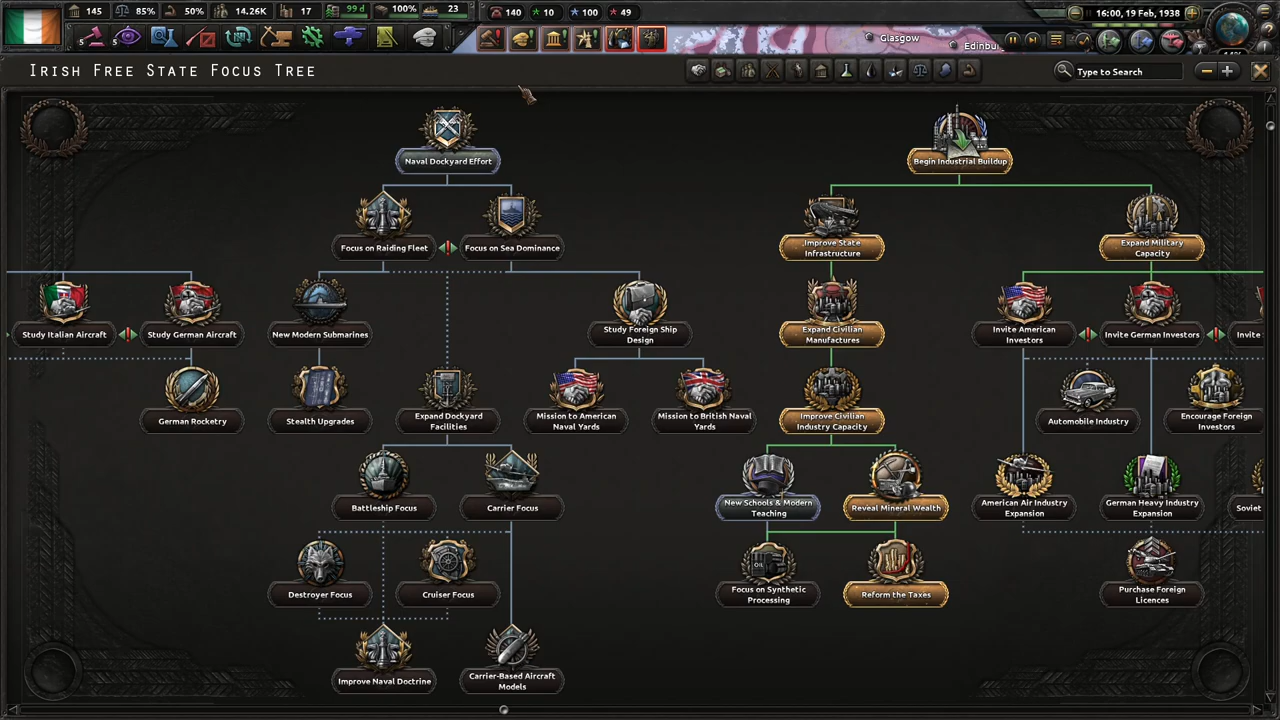 145 85% 50% 14.26K 17 99 d 100% 23 140 10 100 49 16:00, 19 Feb, 1938
5 5
Glasgow
Irish Free State Focus Tree
Type to Search
Naval Dockyard Effort
Begin Industrial Buildup
Focus on Raiding Fleet
Focus on Sea Dominance
Improve State
Infrastructure
Expand Military
Capacity
Study Italian Aircraft
Study German Aircraft
New Modern Submarines
Study Foreign Ship
Design
Expand Civilian
Manufactures
Invite American
Investors
Invite German Investors
Invite
German Rocketry
Stealth Upgrades
Expand Dockyard
Facilities
Mission to American
Naval Yards
Mission to British Naval
Yards
Improve Civilian
Industry Capacity
Automobile Industry
Encourage Foreign
Investors
Battleship Focus
Carrier Focus
New Schools & Modern
Teaching
Reveal Mineral Wealth
American Air Industry
Expansion
German Heavy Industry
Expansion
Soviet
OIL
Destroyer Focus
Cruiser Focus
Focus on Synthetic
Processing
Reform the Taxes
Purchase Foreign
Licences
Improve Naval Doctrine
Carrier-Based Aircraft
Models